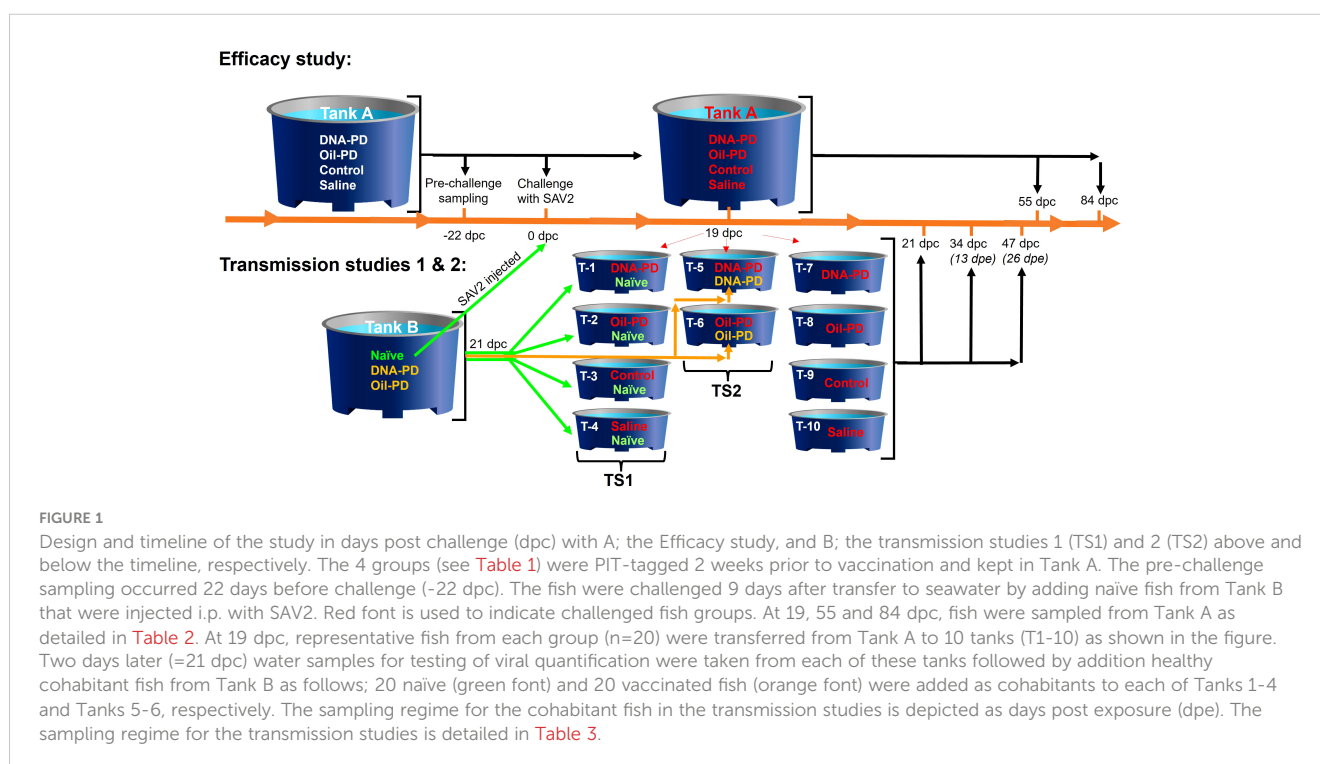 Efficacy study:
Tank A
DNA-PD
Oil-PD
Control
Saline
Pre-challenge
sampling
Challenge
with SAV2
Tank A
DNA-PD
Oil-PD
Control
Saline
55 dpc
84 dpc
-22 dpc
0 dpc
19 dpc
21 dpc
34 dpc
(13 dpe)
47 dpc
(26 dpe)
Transmission studies 1 & 2:
SAV2 injected
Tank B
Naïve
DNA-PD
Oil-PD
21 dpc
T-1 DNA-PD
Naïve
T-2 Oil-PD
Naïve
T-3 Control
Naïve
T-4 Saline
Naïve
TS1
T-5 DNA-PD
DNA-PD
T-6 Oil-PD
Oil-PD
TS2
T-7 DNA-PD
T-8 Oil-PD
T-9 Control
T-10 Saline
FIGURE 1
Design and timeline of the study in days post challenge (dpc) with A; the Efficacy study, and B; the transmission studies 1 (TS1) and 2 (TS2) above and
below the timeline, respectively. The 4 groups (see Table 1) were PIT-tagged 2 weeks prior to vaccination and kept in Tank A. The pre-challenge
sampling occurred 22 days before challenge (-22 dpc). The fish were challenged 9 days after transfer to seawater by adding naïve fish from Tank B
that were injected i.p. with SAV2. Red font is used to indicate challenged fish groups. At 19, 55 and 84 dpc, fish were sampled from Tank A as
detailed in Table 2. At 19 dpc, representative fish from each group (n=20) were transferred from Tank A to 10 tanks (T1-10) as shown in the figure.
Two days later (=21 dpc) water samples for testing of viral quantification were taken from each of these tanks followed by addition healthy
cohabitant fish from Tank B as follows; 20 naïve (green font) and 20 vaccinated fish (orange font) were added as cohabitants to each of Tanks 1-4
and Tanks 5-6, respectively. The sampling regime for the cohabitant fish in the transmission studies is depicted as days post exposure (dpe). The
sampling regime for the transmission studies is detailed in Table 3.